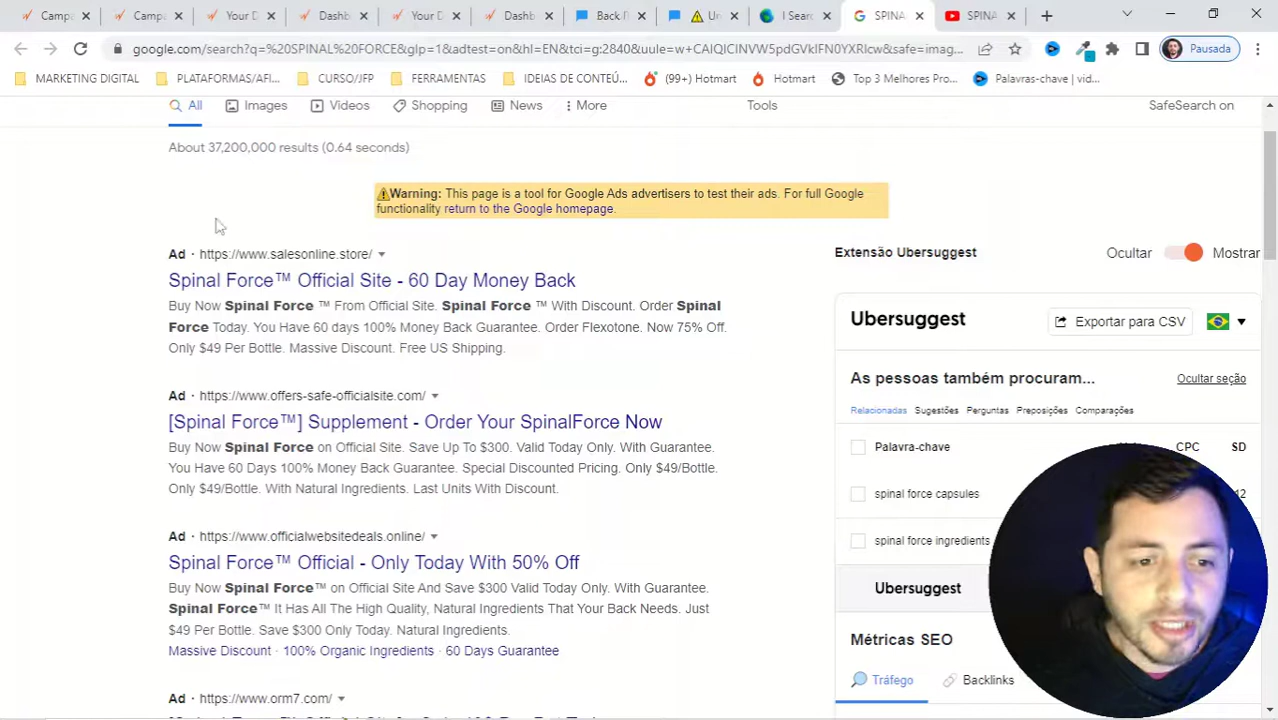 Campa
Campa
Your D
Dashb
Your D
Dashb
Back
Un
I Searc
SPINA
SPINA
google.com/search?q=%20SPINAL%20FORCE&glp=1&adtest=on&hl=EN&tci=g:2840&uule=w+CAIQICINVW5pdGVkIFN0YXRlcw&safe=imag...
Pausada
MARKETING DIGITAL
PLATAFORMAS/AFI...
CURSO/JFP
FERRAMENTAS
IDEIAS DE CONTEÚ...
(99+) Hotmart
Hotmart
Top 3 Melhores Pro...
Palavras-chave | vid...
All
Images
Videos
Shopping
News
More
Tools
SafeSearch on
About 37,200,000 results (0.64 seconds)
Warning: This page is a tool for Google Ads advertisers to test their ads. For full Google
functionality return to the Google homepage.
Ad · https://www.salesonline.store/
Spinal Force™ Official Site - 60 Day Money Back
Buy Now Spinal Force ™ From Official Site. Spinal Force ™ With Discount. Order Spinal
Force Today. You Have 60 days 100% Money Back Guarantee. Order Flexotone. Now 75% Off.
Only $49 Per Bottle. Massive Discount. Free US Shipping.
Ad · https://www.offers-safe-officialsite.com/
[Spinal Force™] Supplement - Order Your SpinalForce Now
Buy Now Spinal Force on Official Site. Save Up To $300. Valid Today Only. With Guarantee.
You Have 60 Days 100% Money Back Guarantee. Special Discounted Pricing. Only $49/Bottle.
Only $49/Bottle. With Natural Ingredients. Last Units With Discount.
Ad · https://www.officialwebsitedeals.online/
Spinal Force™ Official - Only Today With 50% Off
Buy Now Spinal Force™ on Official Site And Save $300 Valid Today Only. With Guarantee.
Spinal Force™ It Has All The High Quality, Natural Ingredients That Your Back Needs. Just
$49 Per Bottle. Save $300 Only Today. Natural Ingredients.
Massive Discount · 100% Organic Ingredients · 60 Days Guarantee
Ad · https://www.orm7.com/
Extensão Ubersuggest
Ocultar
Mostrar
Ubersuggest
Exportar para CSV
As pessoas também procuram...
Ocultar seção
Relacionadas
Sugestões
Perguntas
Preposições
Comparações
Palavra-chave
CPC
SD
spinal force capsules
12
spinal force ingredients
Ubersuggest
Métricas SEO
Tráfego
Backlinks